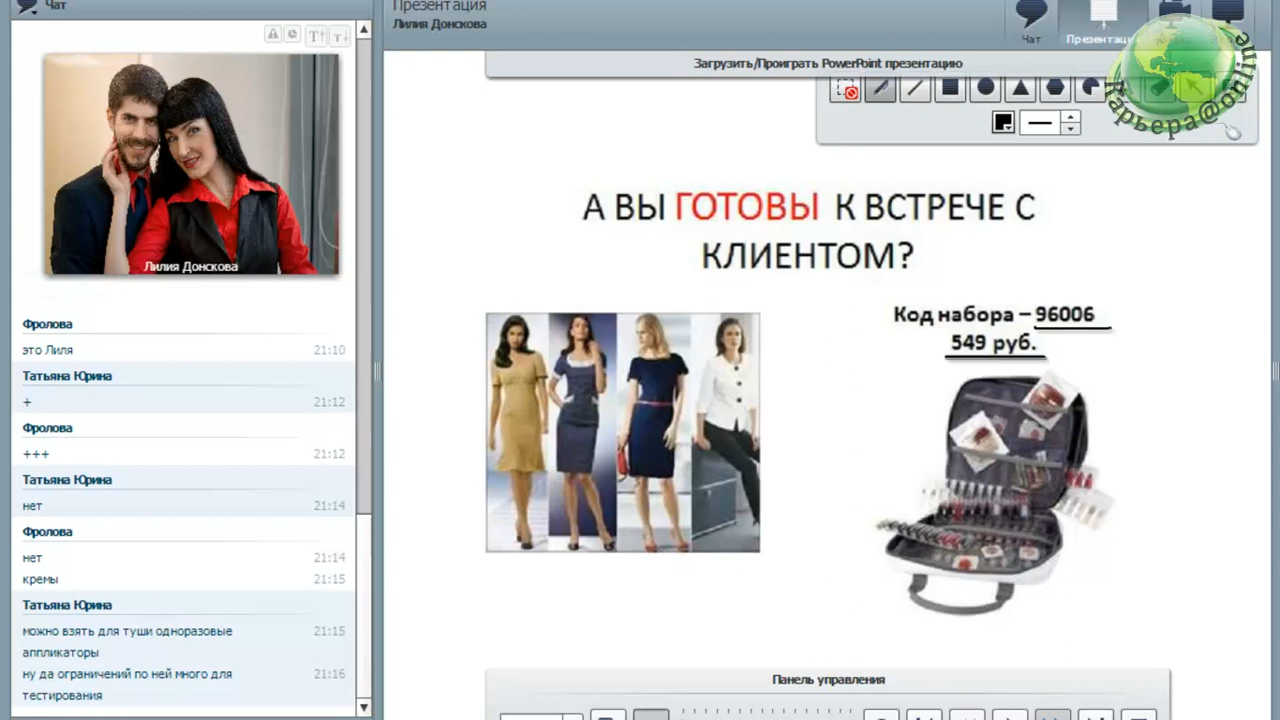 Чат
Лилия Донскова
Фролова
это Лиля 21:10
Татьяна Юрина
+ 21:12
Фролова
+++ 21:12
Татьяна Юрина
нет 21:14
Фролова
нет 21:14
кремы 21:15
Татьяна Юрина
можно взять для туши одноразовые 21:15
аппликаторы
ну да ограничений по ней много для 21:16
тестирования
Презентация
Лилия Донскова
Чат
Загрузить/Проиграть PowerPoint презентацию
Карьера@online
А ВЫ ГОТОВЫ К ВСТРЕЧЕ С
КЛИЕНТОМ?
Код набора – 96006
549 руб.
Панель управления